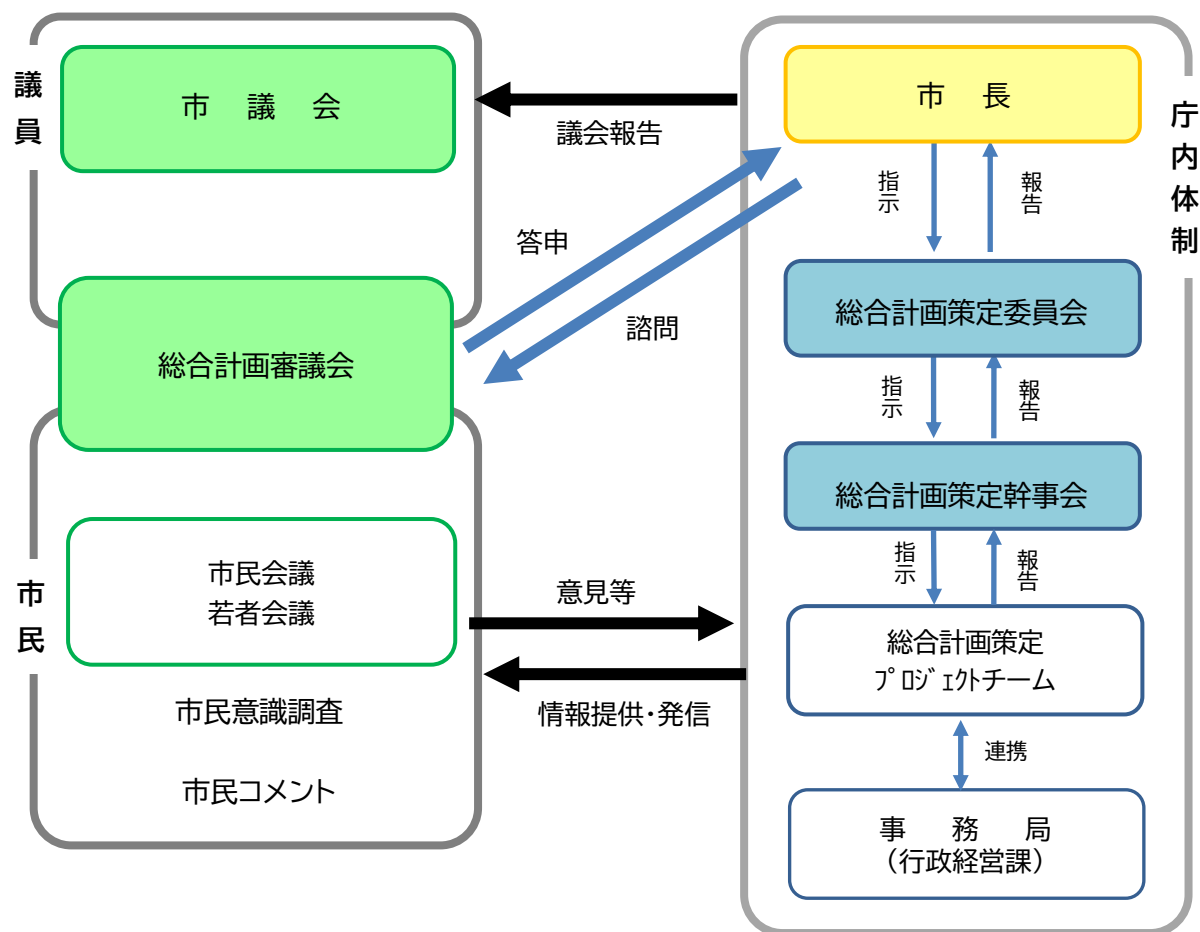 議員
市　議　会
議会報告
市　長
庁内体制
指示
報告
答申
諮問
総合計画審議会
総合計画策定委員会
指示
報告
総合計画策定幹事会
市民
市民会議
若者会議
意見等
指示
報告
総合計画策定
ﾌﾟﾛｼﾞｪｸﾄチーム
市民意識調査
情報提供・発信
連携
市民コメント
事　務　局
（行政経営課）